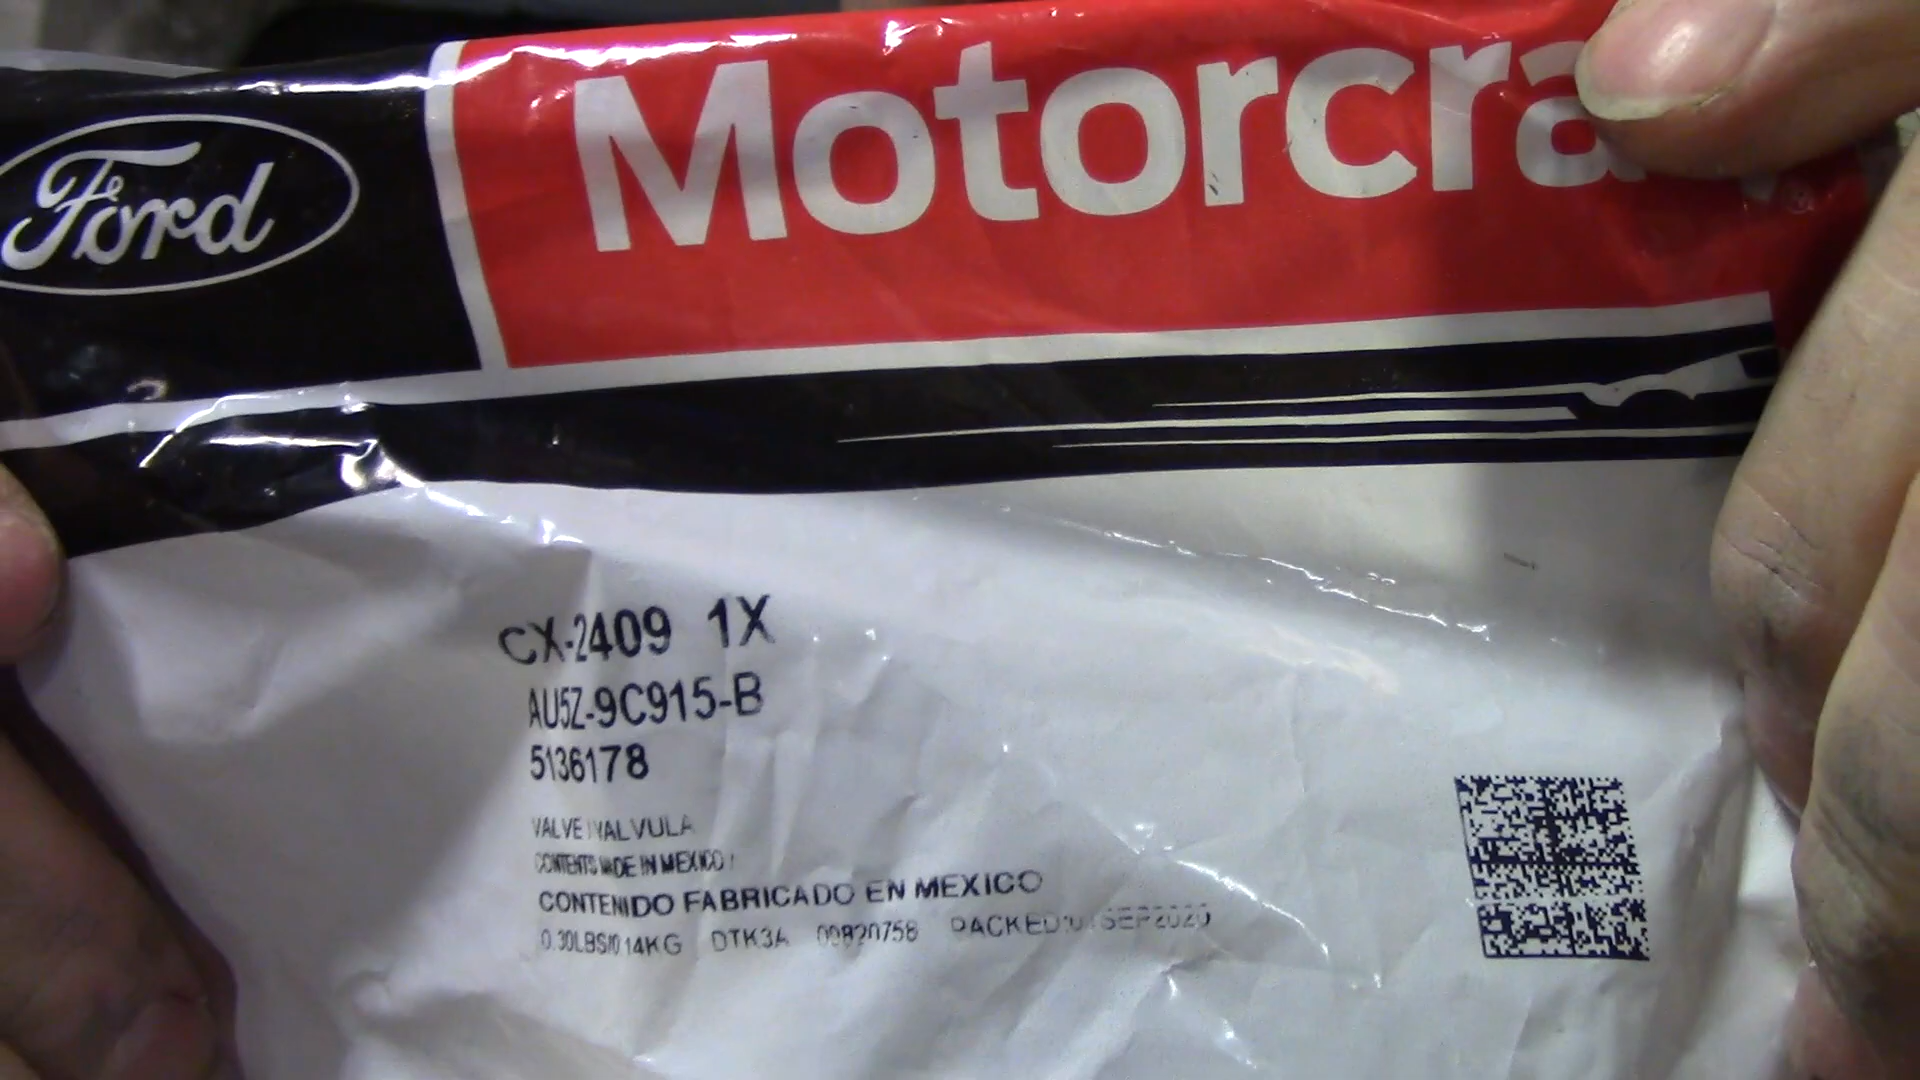 Ford
Motorcra
®
CX-2409 1X
AU5Z-9C915-B
5136178
VALVE VALVULA
CONTENTS MADE IN MEXICO /
CONTENIDO FABRICADO EN MEXICO
0.30LBS/0.14KG DTK3A 00820758 PACKED:01SEP2020